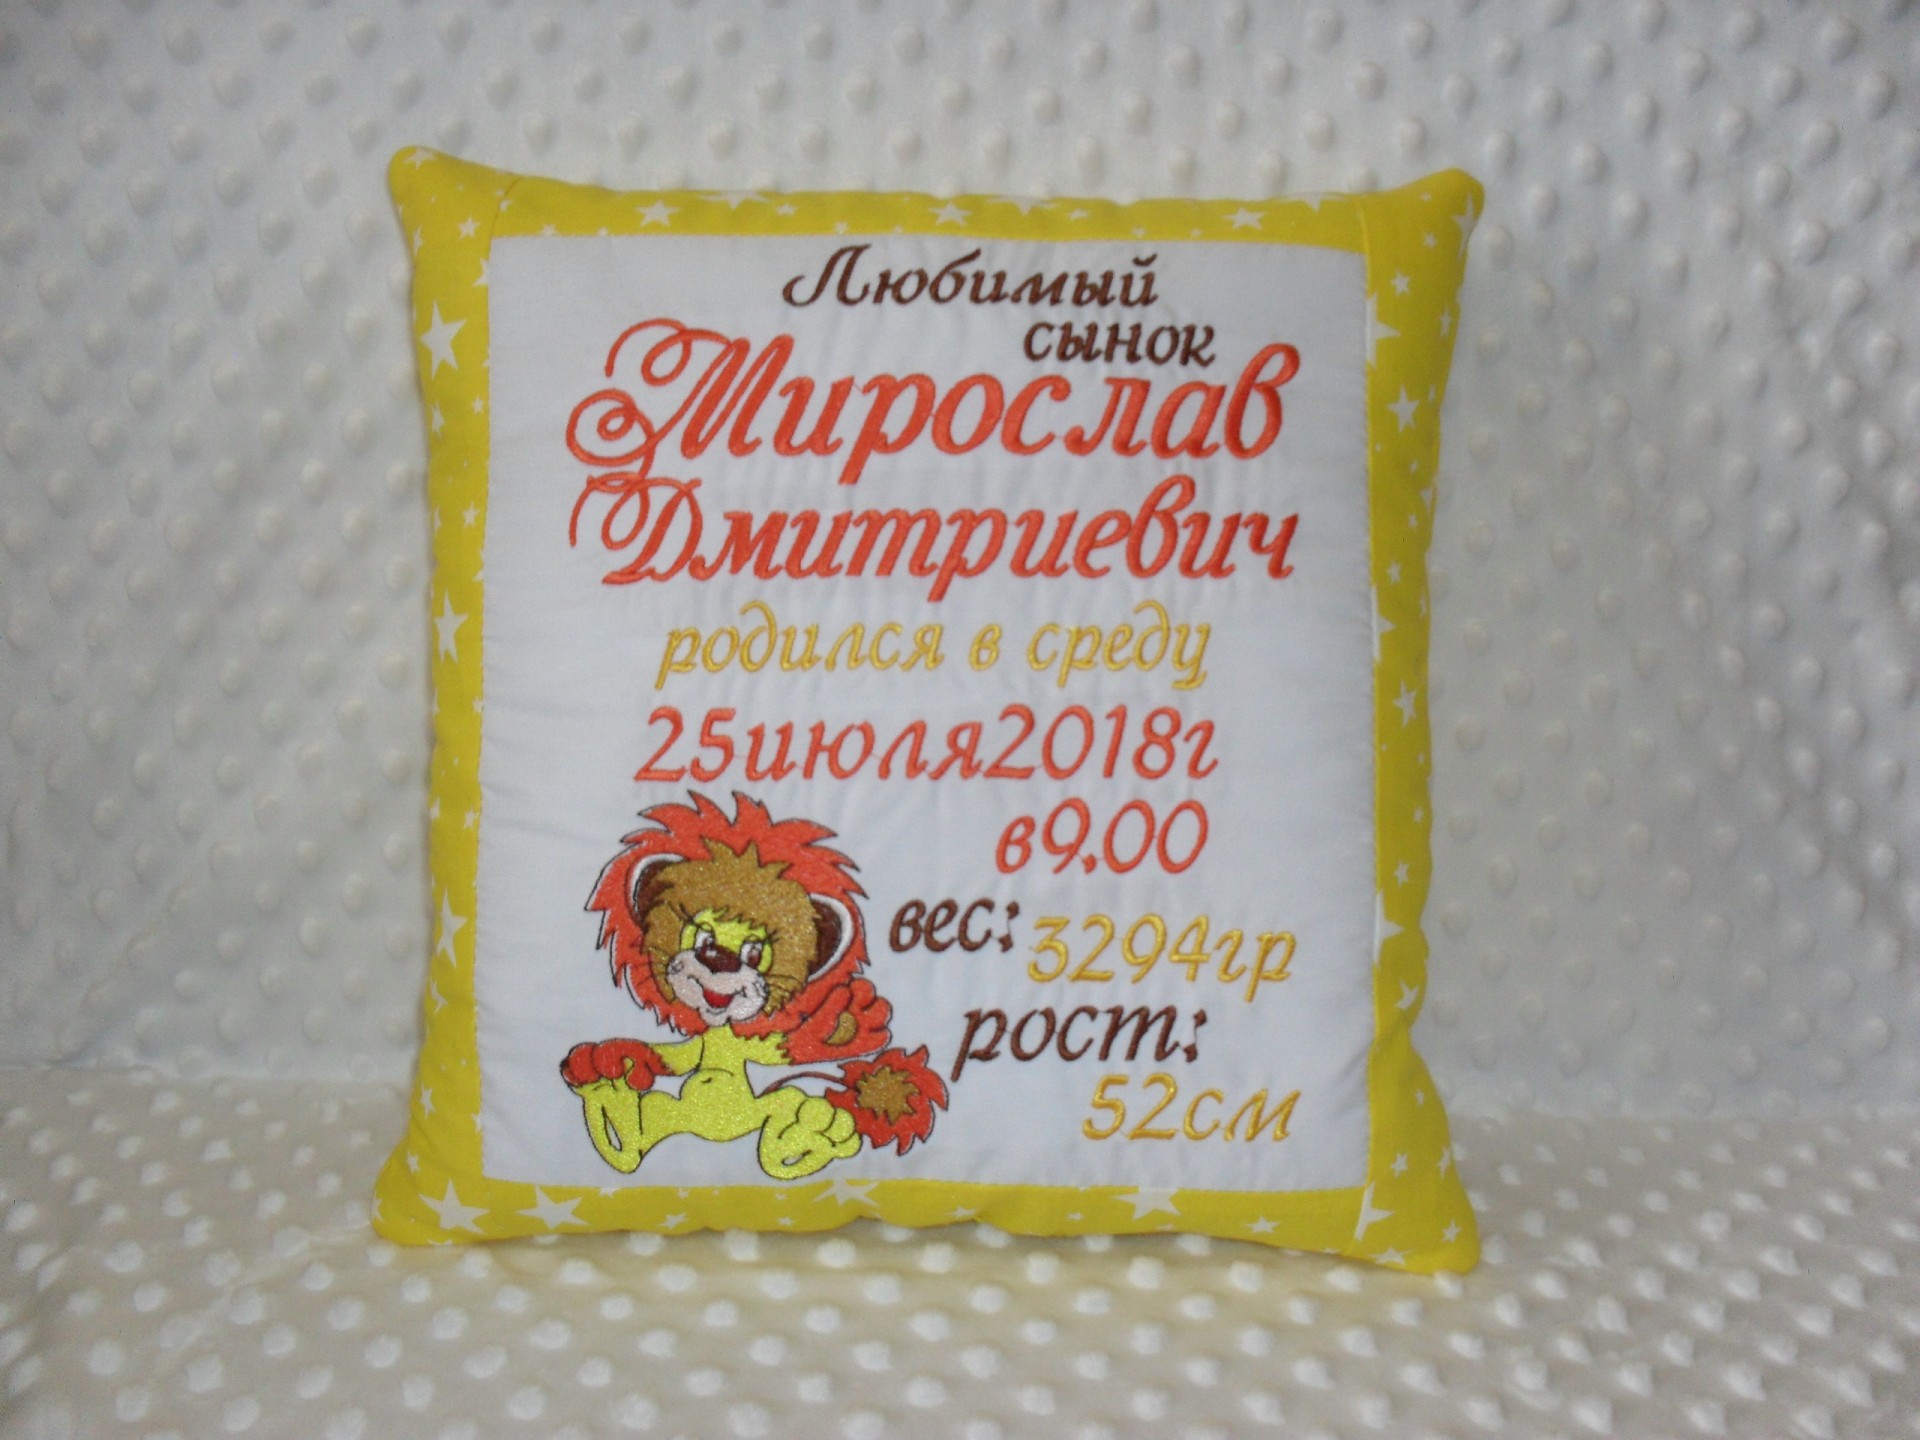 Любимый
сынок
Мирослав
Дмитриевич
родился в среду
25июля2018г
в9.00
вес: 3294гр
рост:
52см